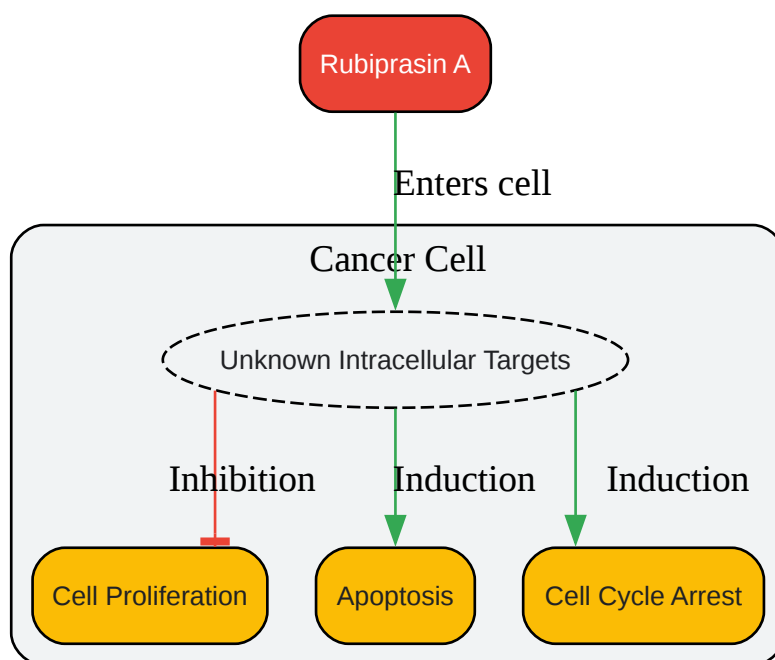 Rubiprasin A
Enters cell
Cancer Cell
Unknown Intracellular Targets
Inhibition
Induction
Induction
Cell Proliferation
Apoptosis
Cell Cycle Arrest